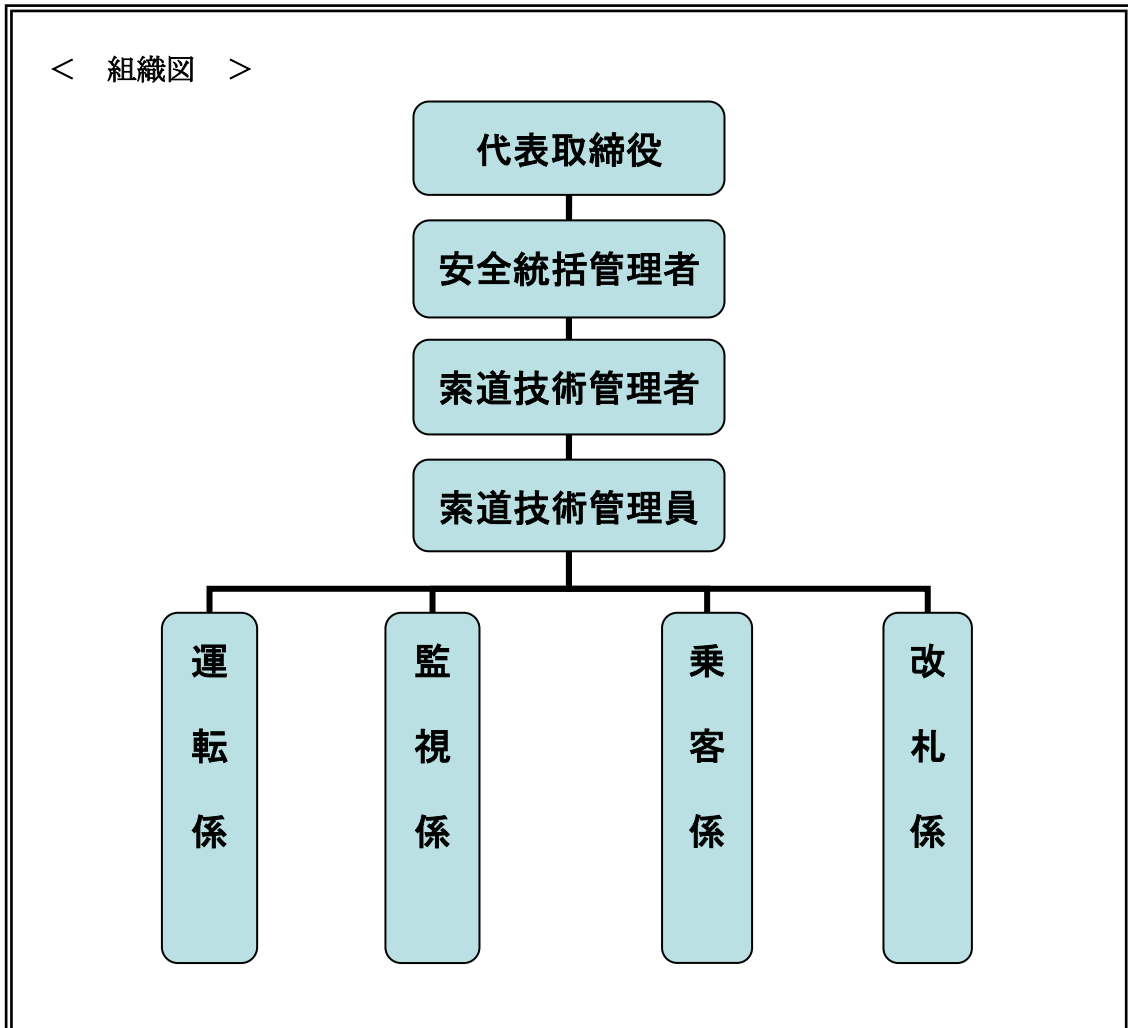 ＜　組織図　＞
代表取締役
安全統括管理者
索道技術管理者
索道技術管理員
運転係
監視係
乗客係
改札係